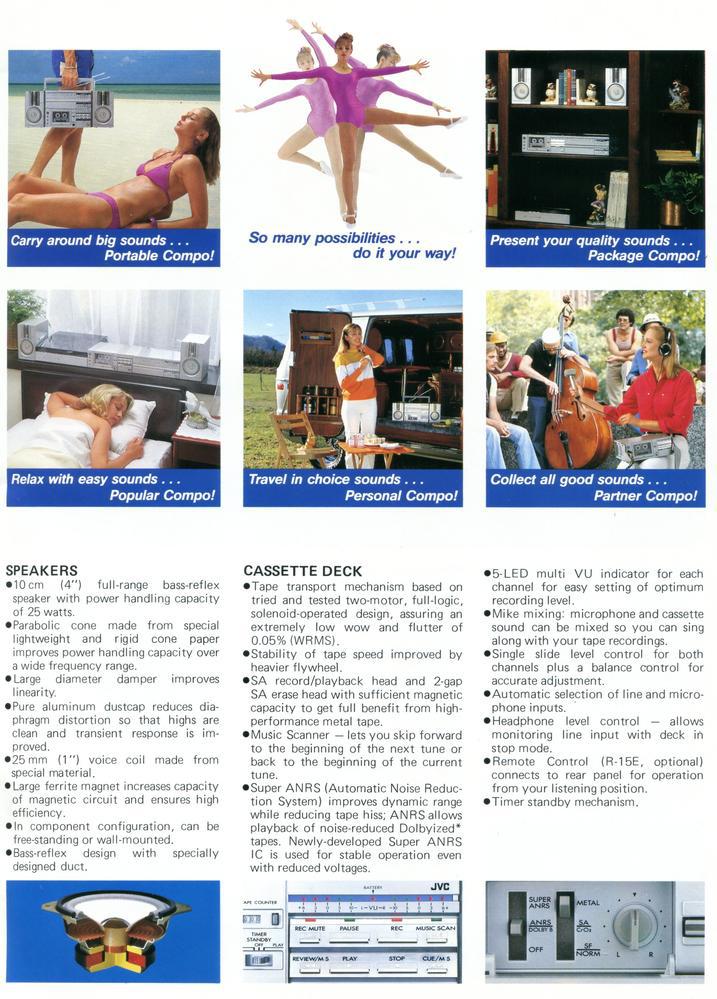 Carry around big sounds . . .
Portable Compo!
So many possibilities . . .
do it your way!
Present your quality sounds . . .
Package Compo!
Relax with easy sounds . . .
Popular Compo!
Travel in choice sounds . . .
Personal Compo!
Collect all good sounds . . .
Partner Compo!
SPEAKERS
●10 cm (4’’) full-range bass-reflex
speaker with power handling capacity
of 25 watts.
●Parabolic cone made from special
lightweight and rigid cone paper
improves power handling capacity over
a wide frequency range.
●Large diameter damper improves
linearity.
●Pure aluminum dustcap reduces dia-
phragm distortion so that highs are
clean and transient response is im-
proved.
●25 mm (1’’) voice coil made from
special material.
●Large ferrite magnet increases capacity
of magnetic circuit and ensures high
efficiency.
●In component configuration, can be
free-standing or wall-mounted.
●Bass-reflex design with specially
designed duct.
CASSETTE DECK
●Tape transport mechanism based on
tried and tested two-motor, full-logic,
solenoid-operated design, assuring an
extremely low wow and flutter of
0.05% (WRMS).
●Stability of tape speed improved by
heavier flywheel.
●SA record/playback head and 2-gap
SA erase head with sufficient magnetic
capacity to get full benefit from high-
performance metal tape.
●Music Scanner — lets you skip forward
to the beginning of the next tune or
back to the beginning of the current
tune.
●Super ANRS (Automatic Noise Reduc-
tion System) improves dynamic range
while reducing tape hiss; ANRS allows
playback of noise-reduced Dolbyized*
tapes. Newly-developed Super ANRS
IC is used for stable operation even
with reduced voltages.
●5-LED multi VU indicator for each
channel for easy setting of optimum
recording level.
●Mike mixing: microphone and cassette
sound can be mixed so you can sing
along with your tape recordings.
●Single slide level control for both
channels plus a balance control for
accurate adjustment.
●Automatic selection of line and micro-
phone inputs.
●Headphone level control — allows
monitoring line input with deck in
stop mode.
●Remote Control (R-15E, optional)
connects to rear panel for operation
from your listening position.
●Timer standby mechanism.
BATTERY
JVC
APE COUNTER
L—VU—R
REC MUTE PAUSE REC MUSIC SCAN
TIMER
STANDBY
OFF PLAY
REVIEW/M S PLAY STOP CUE/M S
SUPER
ANRS
METAL
ANRS
DOLBY B
SA
CrO2
OFF
SF
NORM
L R